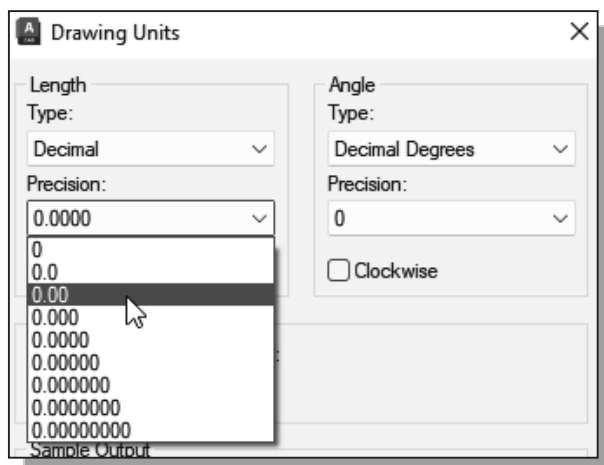 Drawing Units
Length
Type:
Decimal
Precision:
0.0000
0
0.0
0.00
0.000
0.0000
0.00000
0.000000
0.0000000
0.00000000
Angle
Type:
Decimal Degrees
Precision:
0
Clockwise
:
Sample Output